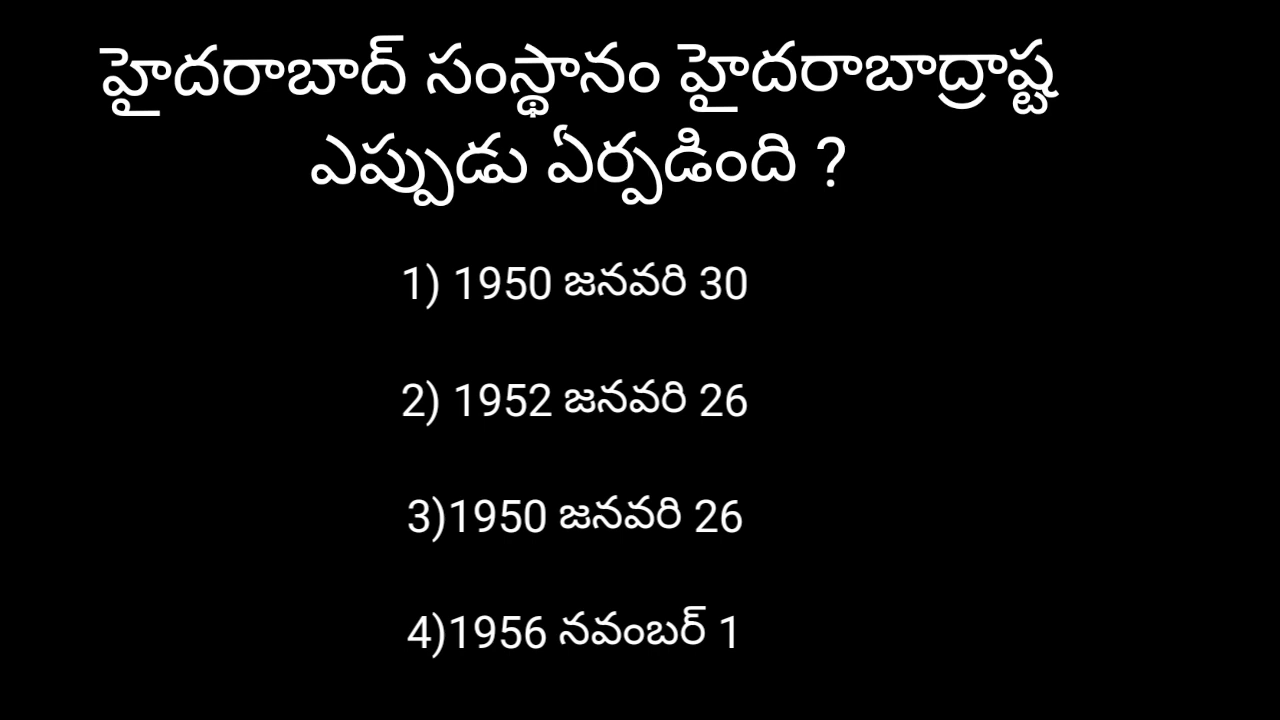 హైదరాబాద్ సంస్థానం హైదరాబాద్రాష్ట
ఎప్పుడు ఏర్పడింది ?
1) 1950 జనవరి 30
2) 1952 జనవరి 26
3)1950 జనవరి 26
4)1956 నవంబర్ 1